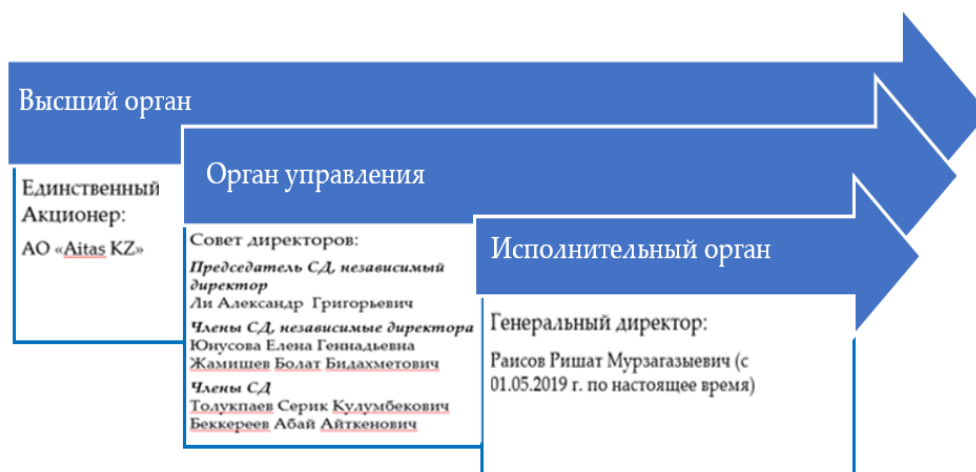 Высший орган
Единственный
Акционер:
АО «Aitas KZ»
Орган управления
Совет директоров:
Председатель СД, независимый
директор
Ли Александр Григорьевич
Члены СД, независимые директора
Юнусова Елена Геннадьевна
Жамишев Болат Бидахметович
Члены СД
Толукпаев Серик Кулумбекович
Беккереев Абай Айткенович
Исполнительный орган
Генеральный директор:
Раисов Ришат Мурзагазыевич (с
01.05.2019 г. по настоящее время)